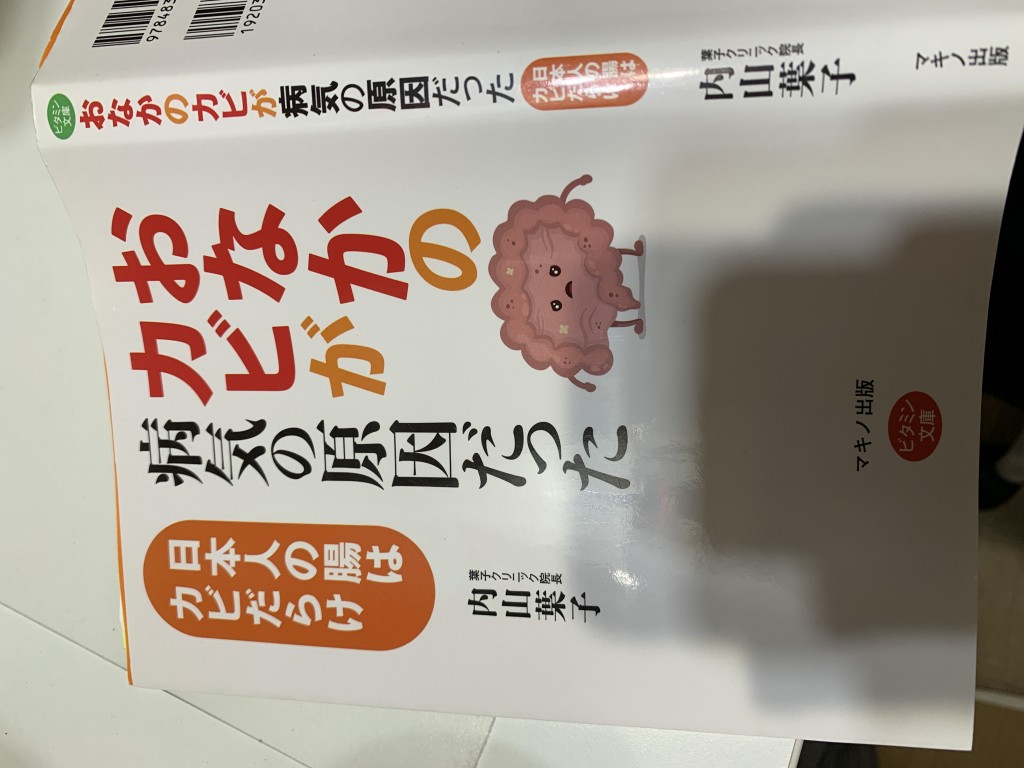 おなかの
カビが
病気の原因だった
日本人の腸は
カビだらけ
葉子クリニック院長
内山葉子
マキノ出版
ビタミン
文庫
ビタミン
文庫
おなかのカビが病気の原因だった
日本人の腸は
カビだらけ
葉子クリニック院長
内山葉子
マキノ出版
978483
19203